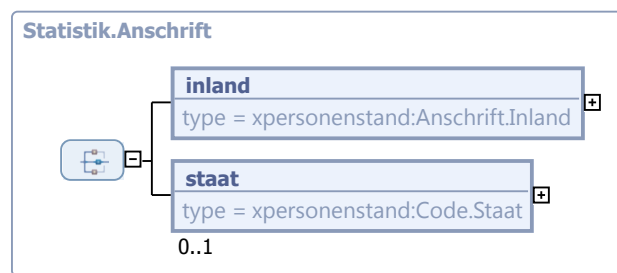 Statistik.Anschrift
inland
type = xpersonenstand:Anschrift.Inland
staat
type = xpersonenstand:Code.Staat
0..1